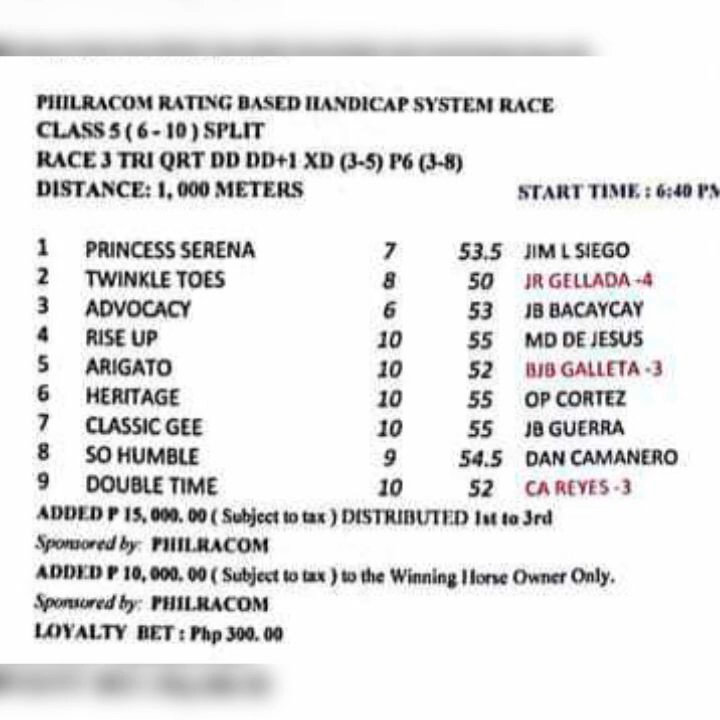 PHILRACOM RATING BASED HANDICAP SYSTEM RACE
CLASS 5 ( 6 - 10 ) SPLIT
RACE 3 TRI QRT DD DD+1 XD (3-5) P6 (3-8)
DISTANCE: 1, 000 METERS START TIME : 6:40 PM
1 PRINCESS SERENA 7 53.5 JIM L SIEGO
2 TWINKLE TOES 8 50 JR GELLADA -4
3 ADVOCACY 6 53 JB BACAYCAY
4 RISE UP 10 55 MD DE JESUS
5 ARIGATO 10 52 BJB GALLETA -3
6 HERITAGE 10 55 OP CORTEZ
7 CLASSIC GEE 10 55 JB GUERRA
8 SO HUMBLE 9 54.5 DAN CAMANERO
9 DOUBLE TIME 10 52 CA REYES -3
ADDED P 15, 000. 00 ( Subject to tax ) DISTRIBUTED 1st to 3rd
Sponsored by: PHILRACOM
ADDED P 10, 000. 00 ( Subject to tax ) to the Winning Horse Owner Only.
Sponsored by: PHILRACOM
LOYALTY BET : Php 300. 00